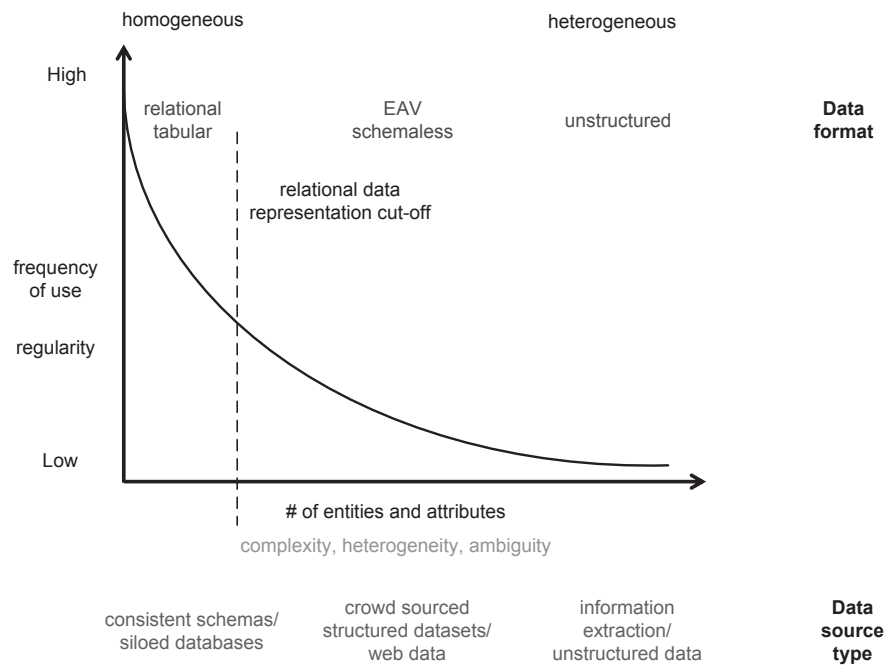 homogeneous
heterogeneous
High
relational
tabular
EAV
schemaless
unstructured
Data
format
relational data
representation cut-off
frequency
of use
regularity
Low
# of entities and attributes
complexity, heterogeneity, ambiguity
consistent schemas/
siloed databases
crowd sourced
structured datasets/
web data
information
extraction/
unstructured data
Data
source
type